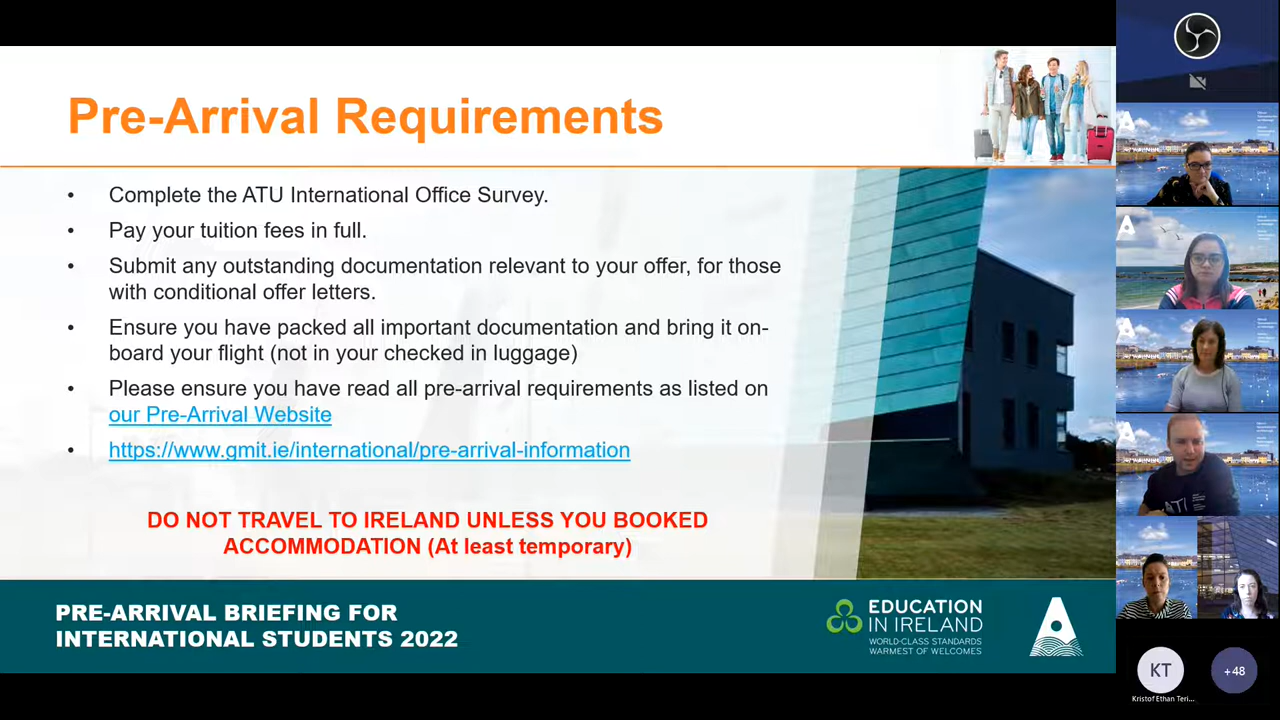 Pre-Arrival Requirements
• Complete the ATU International Office Survey.
• Pay your tuition fees in full.
• Submit any outstanding documentation relevant to your offer, for those
with conditional offer letters.
• Ensure you have packed all important documentation and bring it on-
board your flight (not in your checked in luggage)
• Please ensure you have read all pre-arrival requirements as listed on
our Pre-Arrival Website
• https://www.gmit.ie/international/pre-arrival-information
DO NOT TRAVEL TO IRELAND UNLESS YOU BOOKED
ACCOMMODATION (At least temporary)
PRE-ARRIVAL BRIEFING FOR
INTERNATIONAL STUDENTS 2022
EDUCATION
IN IRELAND
WORLD-CLASS STANDARDS
WARMEST OF WELCOMES
KT
+48
Kristof Ethan Teri...